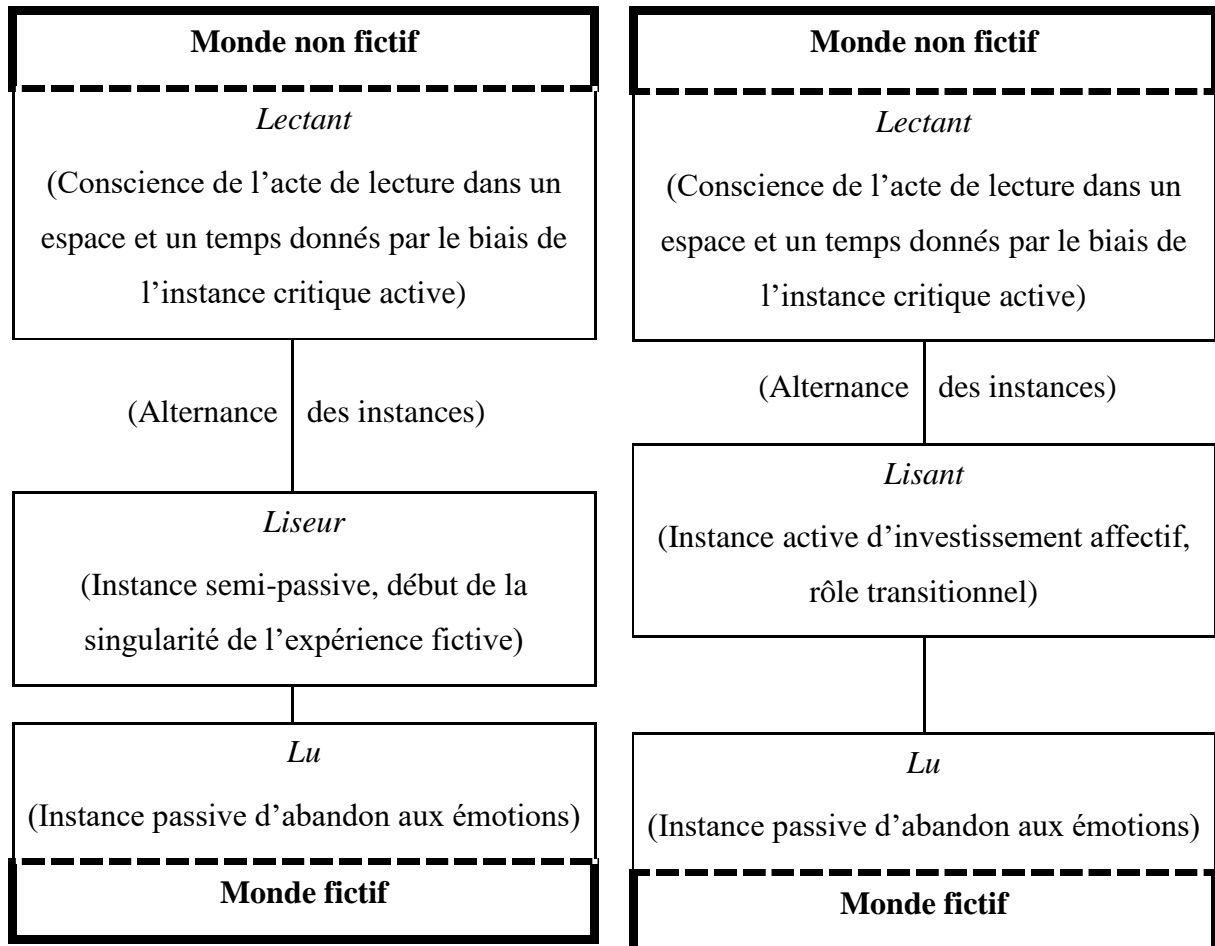 Monde non fictif
Lectant
(Conscience de l’acte de lecture dans un
espace et un temps donnés par le biais de
l’instance critique active)
(Alternance des instances)
Liseur
(Instance semi-passive, début de la
singularité de l’expérience fictive)
Lu
(Instance passive d’abandon aux émotions)
Monde fictif
Monde non fictif
Lectant
(Conscience de l’acte de lecture dans un
espace et un temps donnés par le biais de
l’instance critique active)
(Alternance des instances)
Lisant
(Instance active d’investissement affectif,
rôle transitionnel)
Lu
(Instance passive d’abandon aux émotions)
Monde fictif